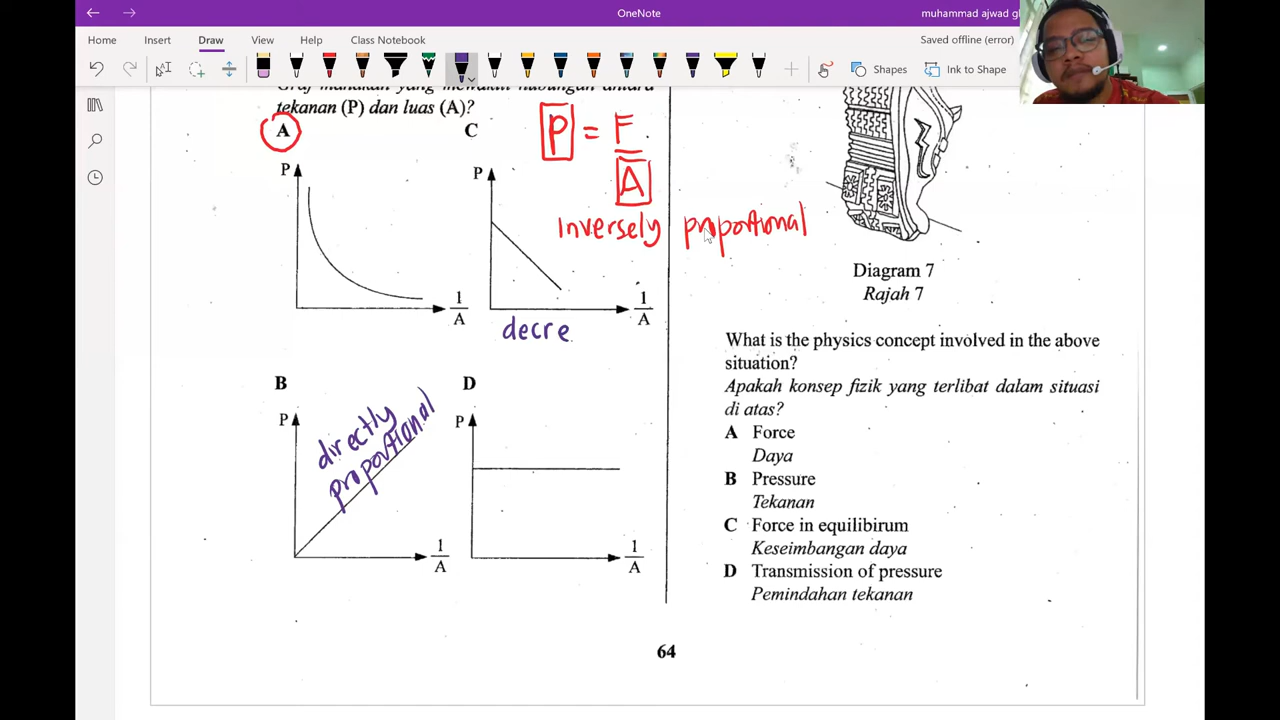 OneNote
muhammad ajwad gh
Home Insert Draw View Help Class Notebook
Saved offline (error)
Shapes
Ink to Shape
tekanan (P) dan luas (A)?
A
P
1
A
C
P
1
A
P = F
A
Inversely proportional
decre
B
P
directly
proportional
1
A
D
P
1
A
Diagram 7
Rajah 7
What is the physics concept involved in the above
situation?
Apakah konsep fizik yang terlibat dalam situasi
di atas?
A Force
Daya
B Pressure
Tekanan
C Force in equilibirum
Keseimbangan daya
D Transmission of pressure
Pemindahan tekanan
64